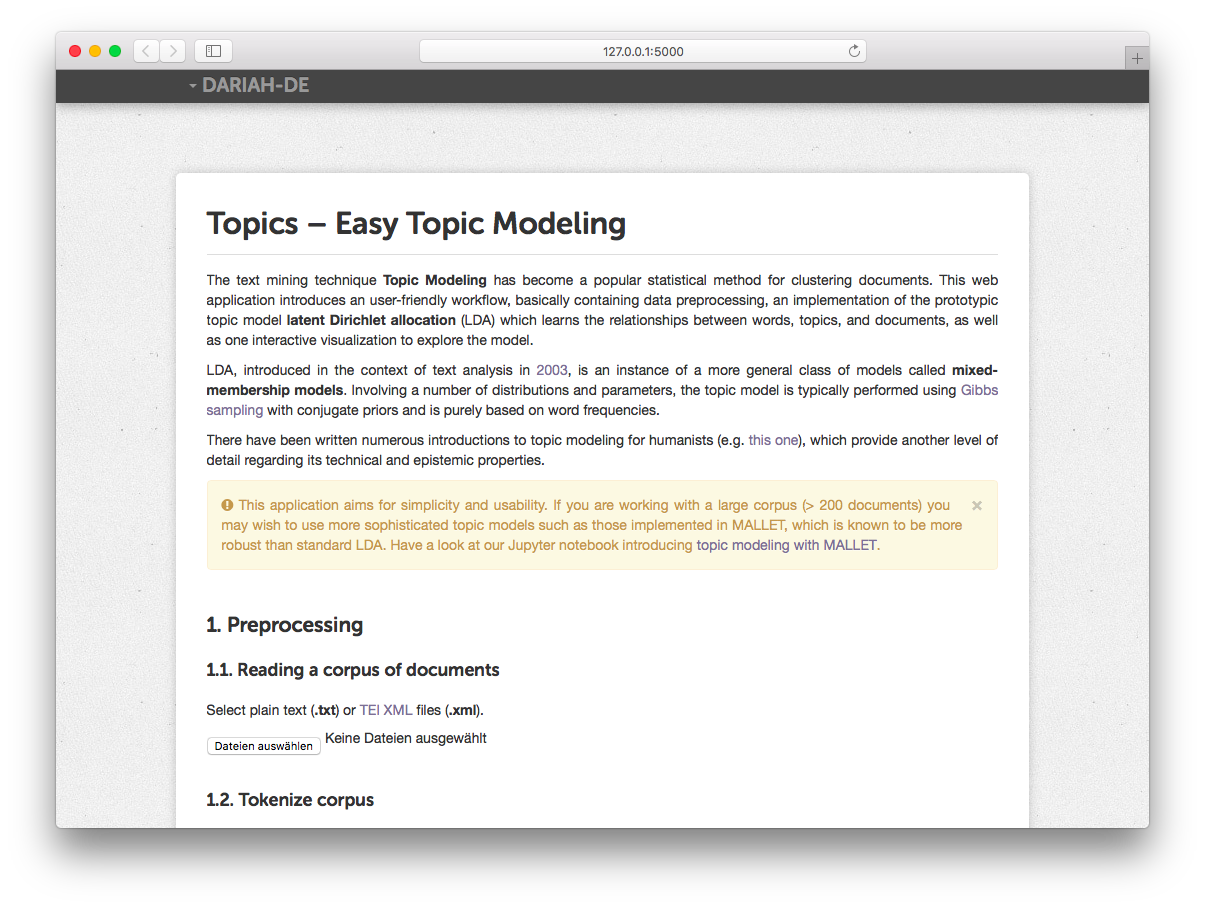 127.0.0.1:5000
DARIAH-DE
Topics – Easy Topic Modeling
The text mining technique Topic Modeling has become a popular statistical method for clustering documents. This web
application introduces an user-friendly workflow, basically containing data preprocessing, an implementation of the prototypic
topic model latent Dirichlet allocation (LDA) which learns the relationships between words, topics, and documents, as well
as one interactive visualization to explore the model.
LDA, introduced in the context of text analysis in 2003, is an instance of a more general class of models called mixed-
membership models. Involving a number of distributions and parameters, the topic model is typically performed using Gibbs
sampling with conjugate priors and is purely based on word frequencies.
There have been written numerous introductions to topic modeling for humanists (e.g. this one), which provide another level of
detail regarding its technical and epistemic properties.
This application aims for simplicity and usability. If you are working with a large corpus (> 200 documents) you
may wish to use more sophisticated topic models such as those implemented in MALLET, which is known to be more
robust than standard LDA. Have a look at our Jupyter notebook introducing topic modeling with MALLET.
1. Preprocessing
1.1. Reading a corpus of documents
Select plain text (.txt) or TEI XML files (.xml).
Dateien auswählen Keine Dateien ausgewählt
1.2. Tokenize corpus